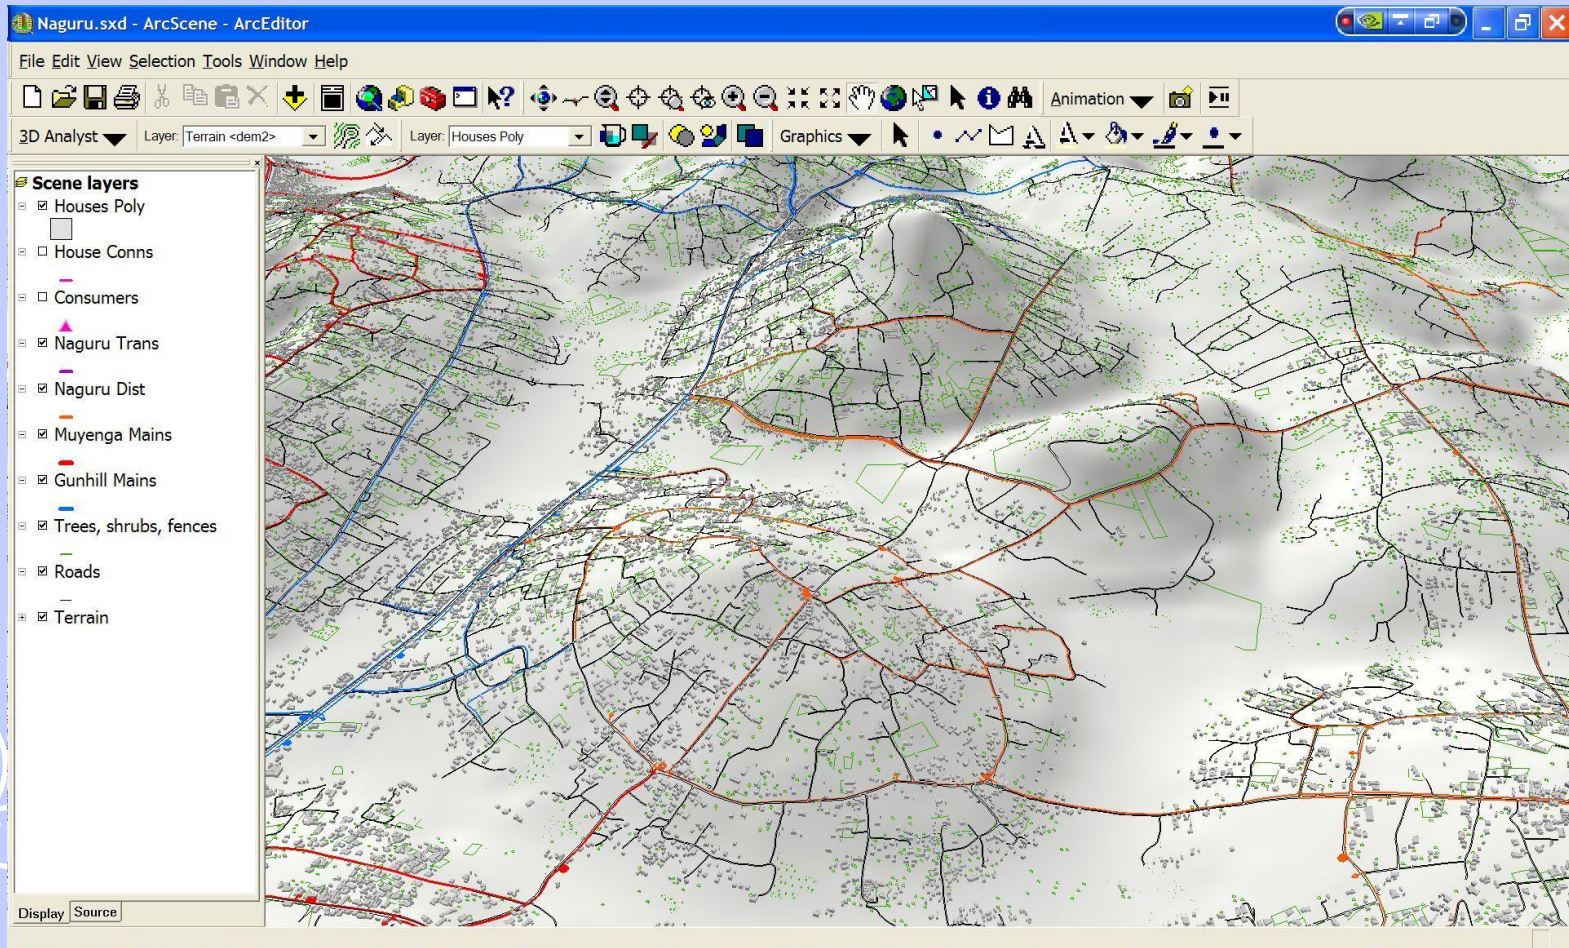 Naguru.sxd - ArcScene - ArcEditor
File Edit View Selection Tools Window Help
Animation
3D Analyst Layer: Terrain <dem2> Layer: Houses Poly Graphics
Scene layers
Houses Poly
House Conns
Consumers
Naguru Trans
Naguru Dist
Muyenga Mains
Gunhill Mains
Trees, shrubs, fences
Roads
Terrain
Display Source